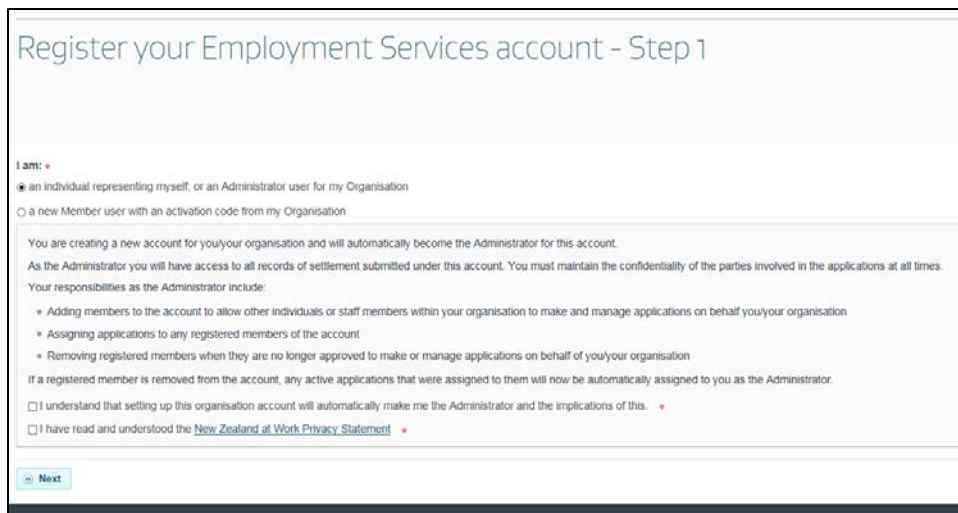 Register your Employment Services account - Step 1
I am: *
an individual representing myself, or an Administrator user for my Organisation
a new Member user with an activation code from my Organisation
You are creating a new account for you/your organisation and will automatically become the Administrator for this account.
As the Administrator you will have access to all records of settlement submitted under this account. You must maintain the confidentiality of the parties involved in the applications at all times.
Your responsibilities as the Administrator include:
Adding members to the account to allow other individuals or staff members within your organisation to make and manage applications on behalf you/your organisation
Assigning applications to any registered members of the account
Removing registered members when they are no longer approved to make or manage applications on behalf of you/your organisation
If a registered member is removed from the account, any active applications that were assigned to them will now be automatically assigned to you as the Administrator.
I understand that setting up this organisation account will automatically make me the Administrator and the implications of this. *
I have read and understood the New Zealand at Work Privacy Statement *
Next